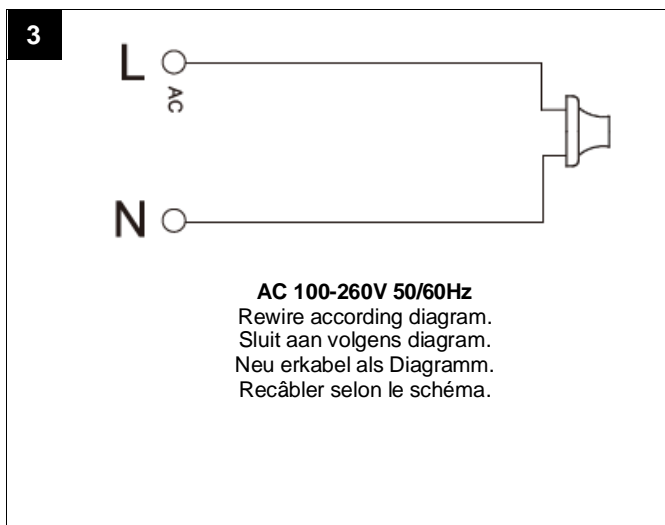 3
L
AC
N
AC 100-260V 50/60Hz
Rewire according diagram.
Sluit aan volgens diagram.
Neu erkabel als Diagramm.
Recâbler selon le schéma.